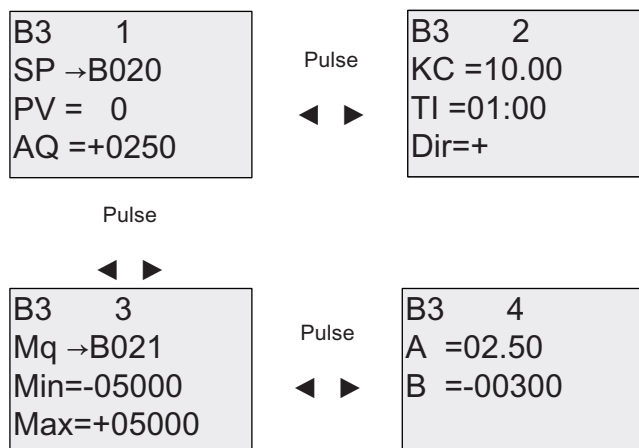 B3 1
SP →B020
PV = 0
AQ =+0250
Pulse
◄ ►
B3 2
KC =10.00
TI =01:00
Dir=+
Pulse
◄ ►
B3 3
Mq →B021
Min=-05000
Max=+05000
Pulse
◄ ►
B3 4
A =02.50
B =-00300